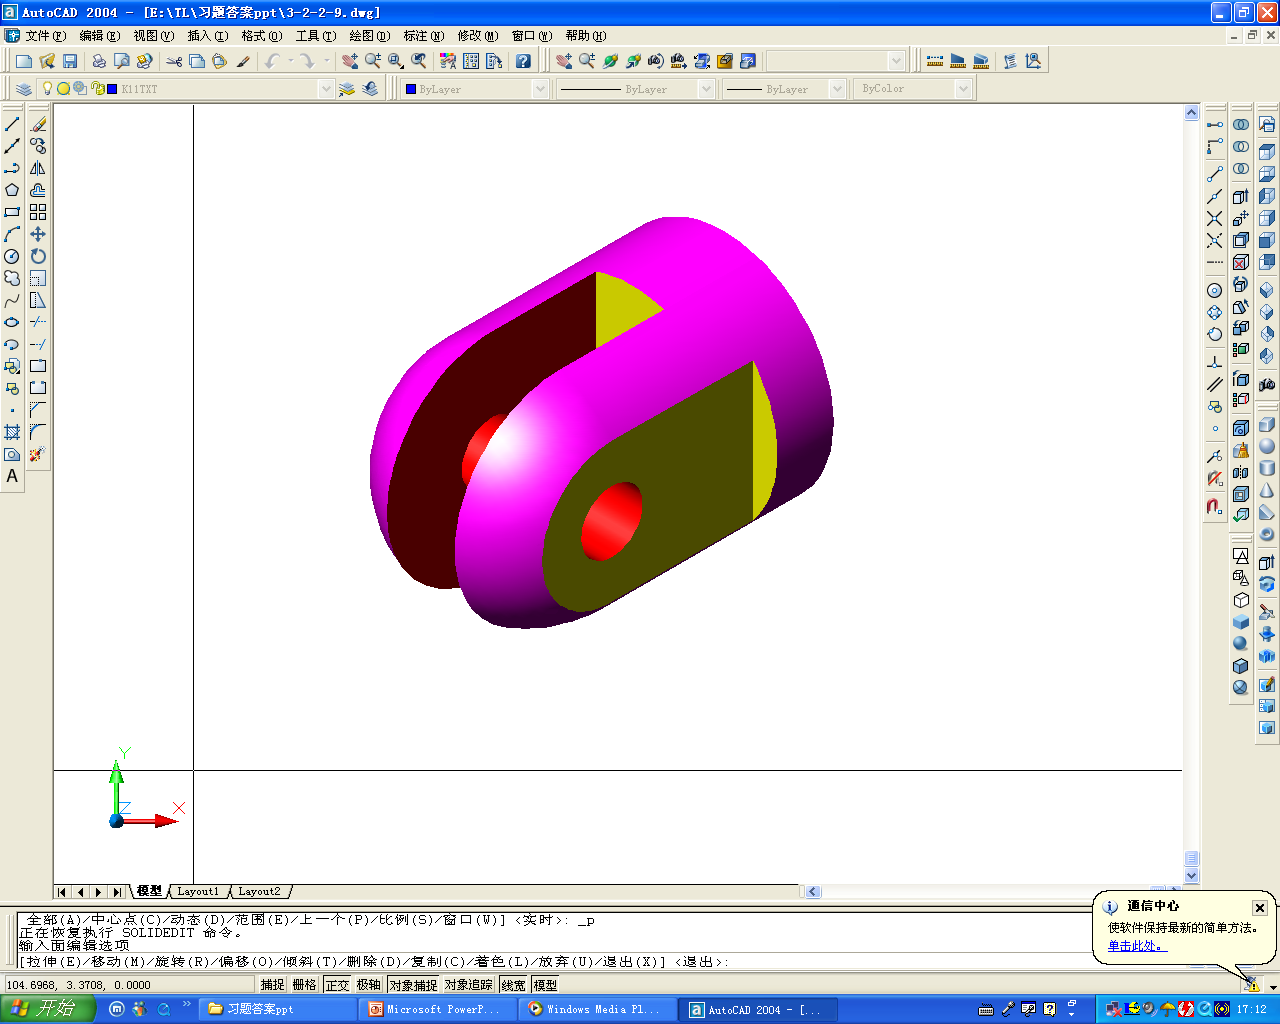 AutoCAD 2004 - [E:\TL\习题答案ppt\3-2-2-9.dwg]
文件(F) 编辑(E) 视图(V) 插入(I) 格式(O) 工具(T) 绘图(D) 标注(N) 修改(M) 窗口(W) 帮助(H)
K11TXT ByLayer ByLayer ByLayer ByColor
A
Y
Z X
模型 Layout1 Layout2
全部(A)/中心点(C)/动态(D)/范围(E)/上一个(P)/比例(S)/窗口(W)] <实时>: _p
正在恢复执行 SOLIDEDIT 命令。
输入面编辑选项
[拉伸(E)/移动(M)/旋转(R)/偏移(O)/倾斜(T)/删除(D)/复制(C)/着色(L)/放弃(U)/退出(X)] <退出>:
通信中心
使软件保持最新的简单方法。
单击此处。
104.6968, 3.3708, 0.0000 捕捉 栅格 正交 极轴 对象捕捉 对象追踪 线宽 模型
开始 习题答案ppt Microsoft PowerP... Windows Media Pl... AutoCAD 2004 - [... 17:12